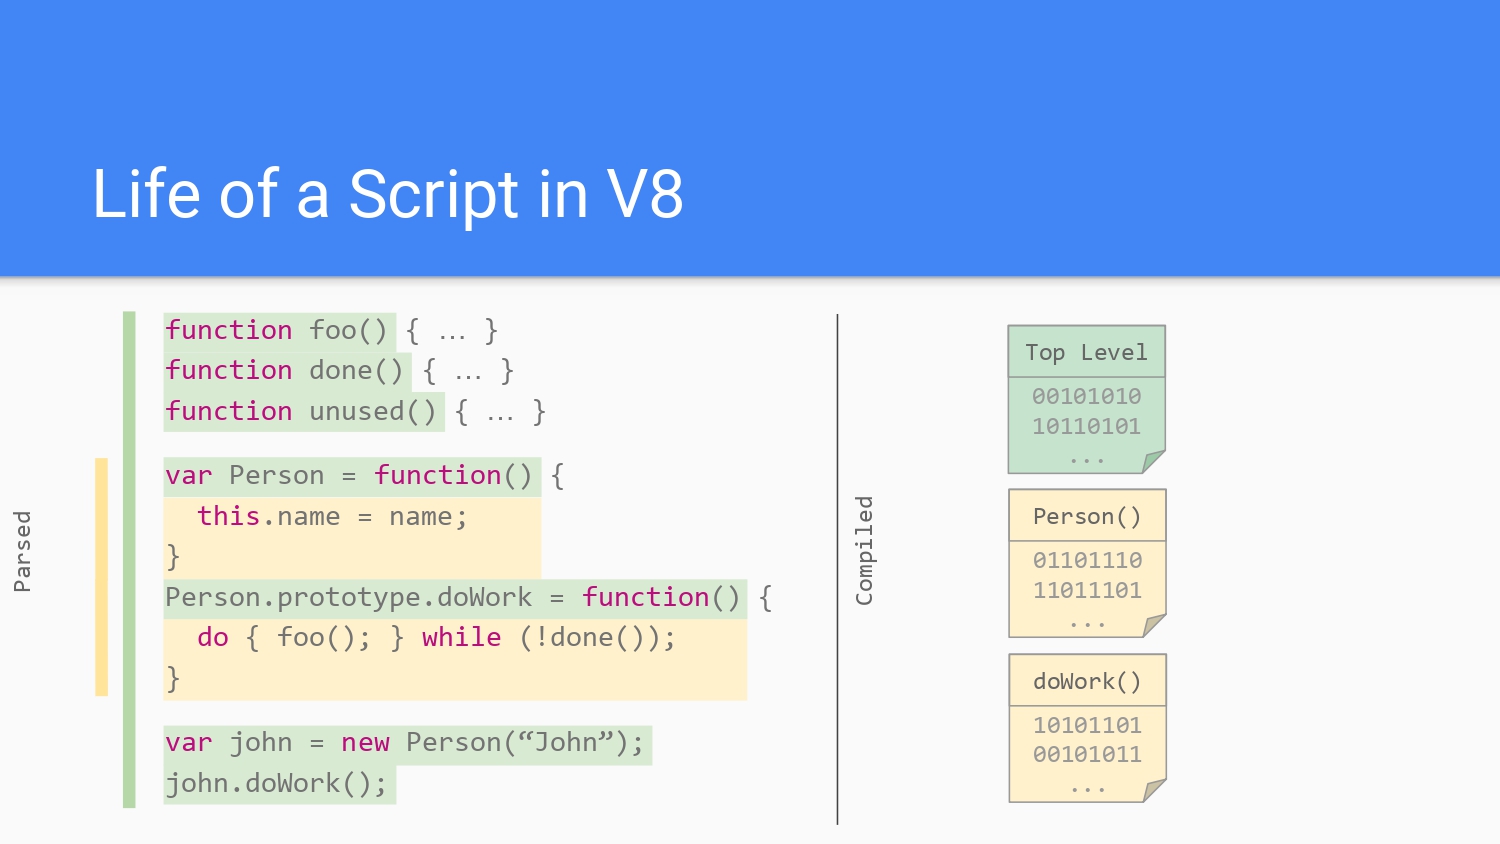 Life of a Script in V8
Parsed
function foo() { … }
function done() { … }
function unused() { … }
var Person = function() {
  this.name = name;
}
Person.prototype.doWork = function() {
  do { foo(); } while (!done());
}
var john = new Person(“John”);
john.doWork();
Compiled
Top Level
00101010
10110101
...
Person()
01101110
11011101
...
doWork()
10101101
00101011
...